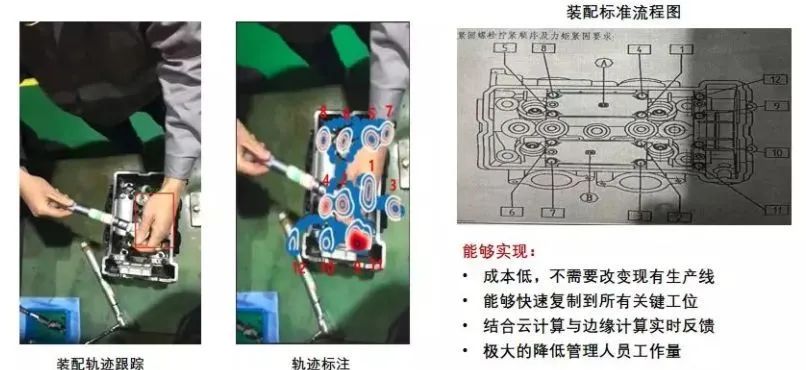 装配标准流程图
紧固螺栓拧紧顺序及力矩紧固要求
5 8 A 4 1
12
9
10
11
6 7 B 3 2
8 6 5 7
1
4 2 3
12 10 9 11
能够实现：
• 成本低，不需要改变现有生产线
• 能够快速复制到所有关键工位
• 结合云计算与边缘计算实时反馈
• 极大的降低管理人员工作量
装配轨迹跟踪
轨迹标注